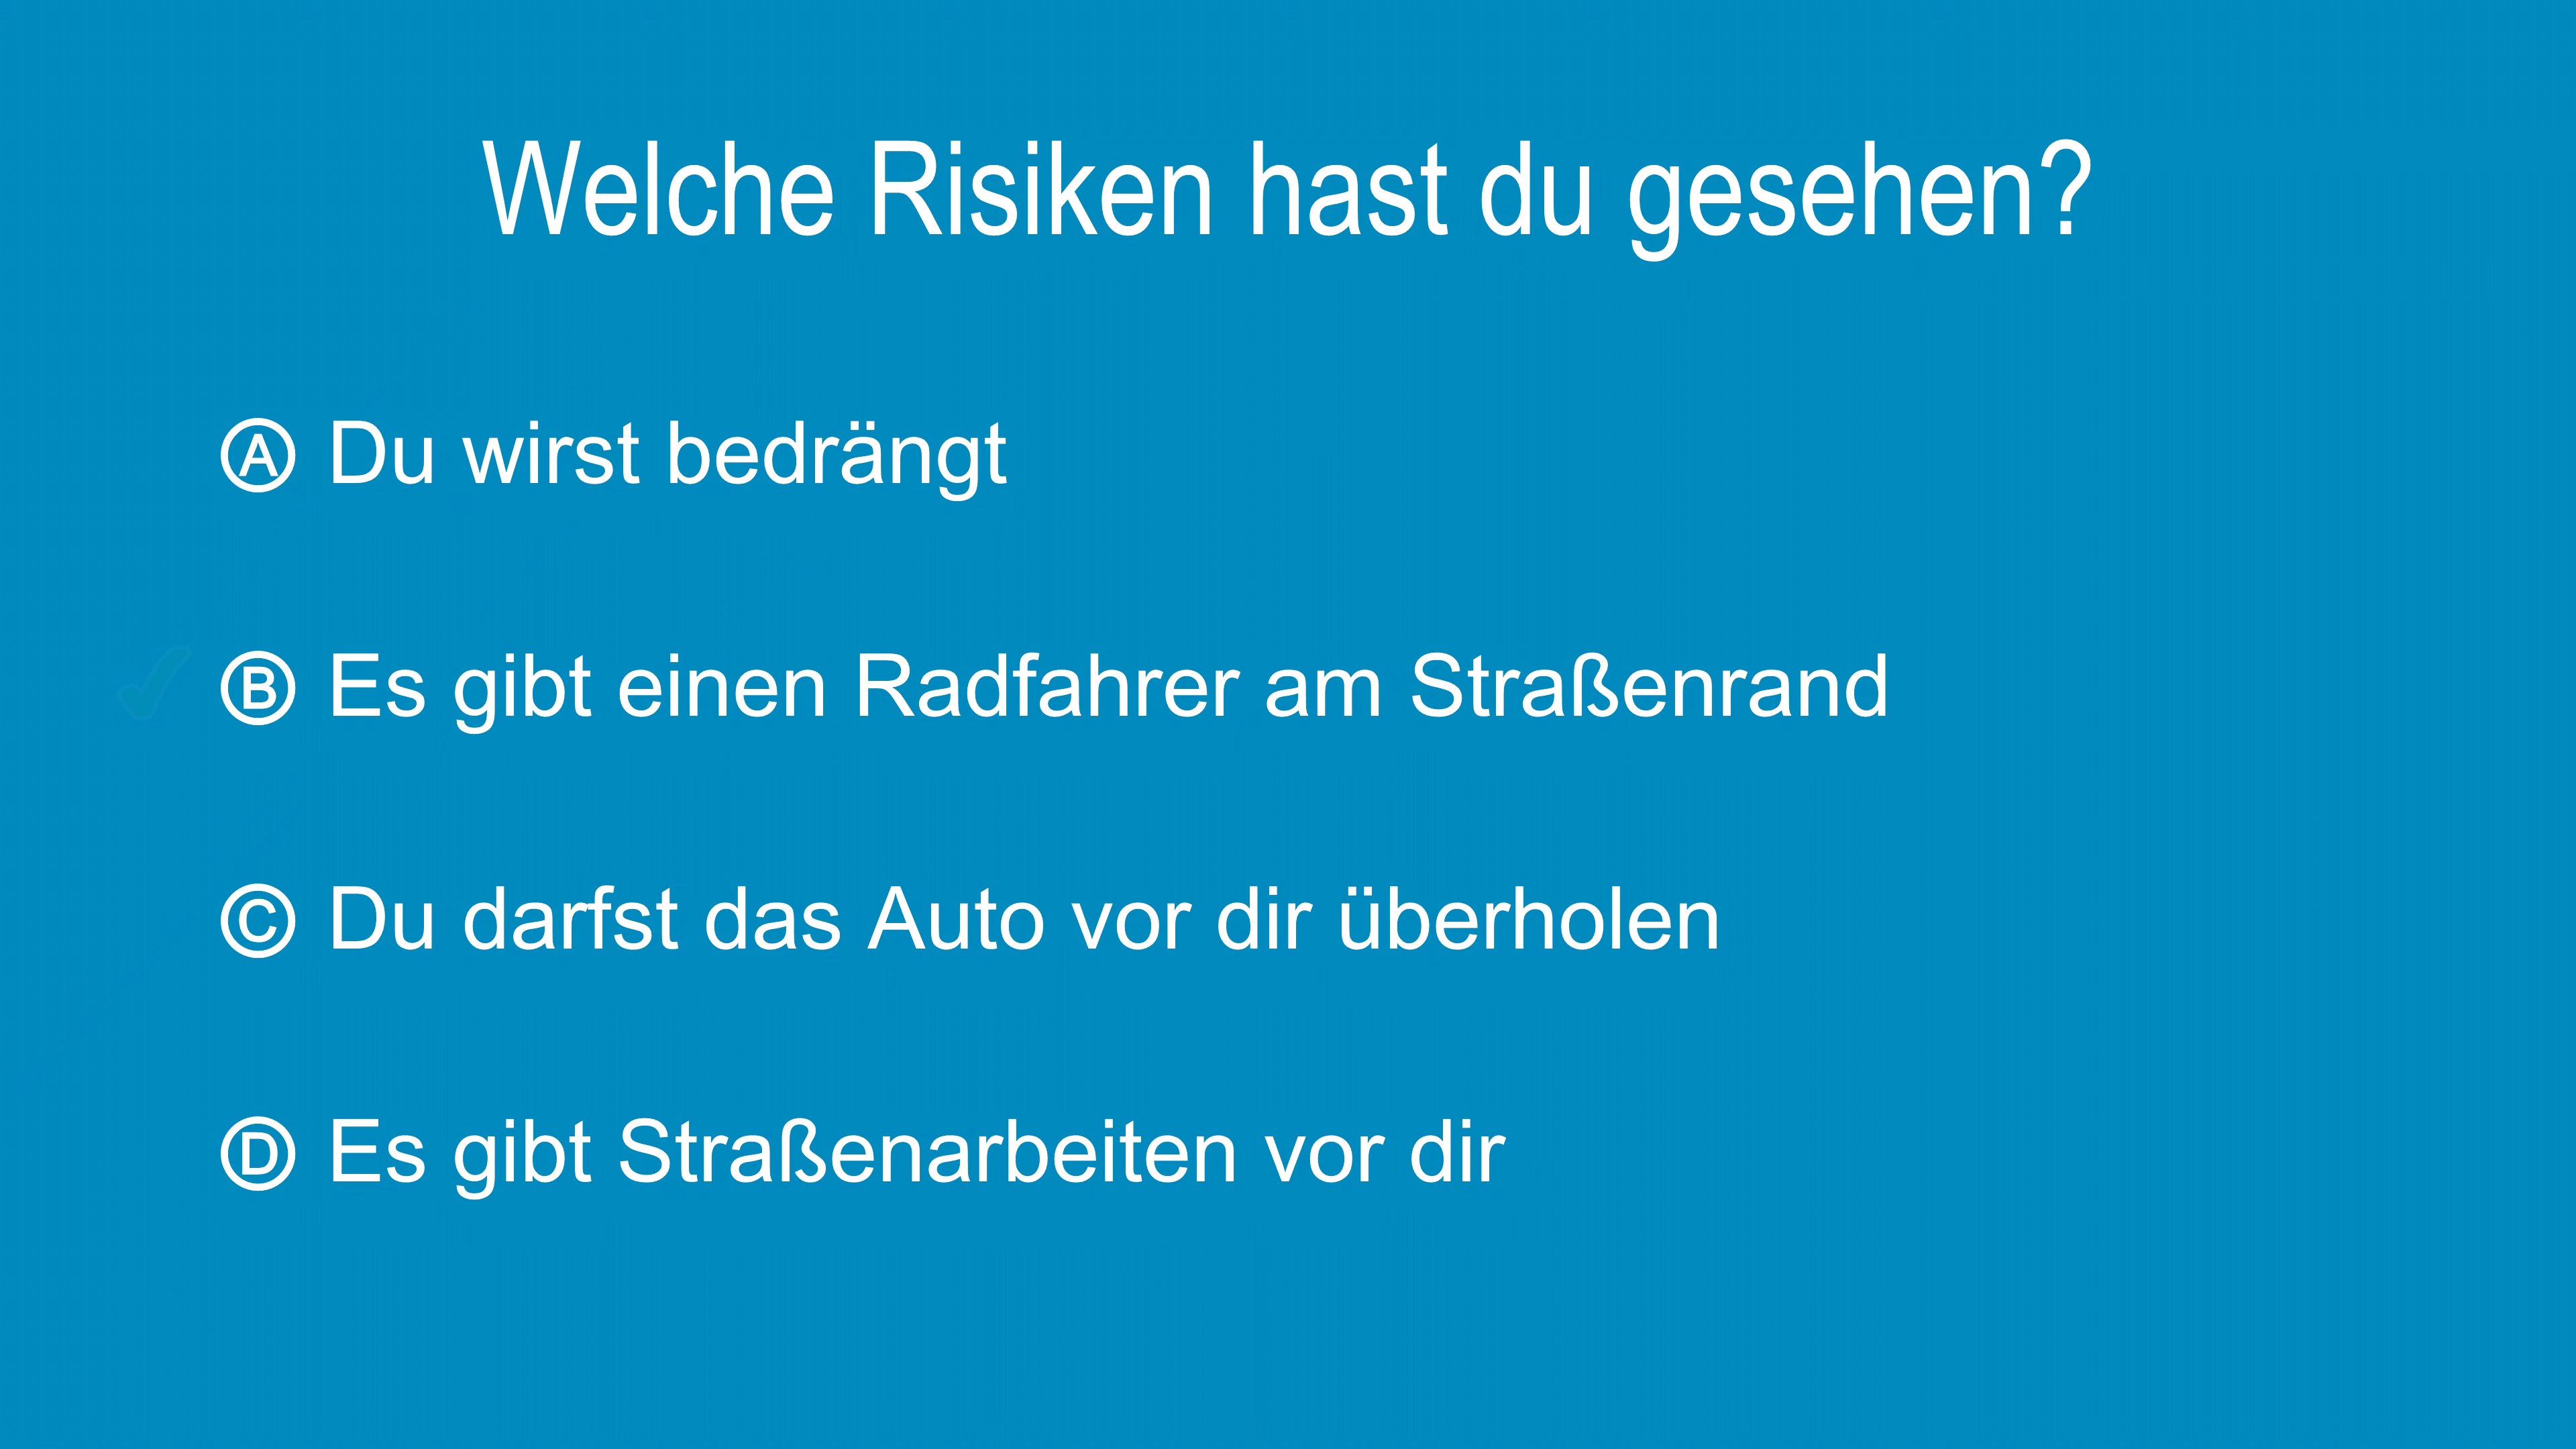 Welche Risiken hast du gesehen?
Ⓐ Du wirst bedrängt
✓ Ⓑ Es gibt einen Radfahrer am Straßenrand
Ⓒ Du darfst das Auto vor dir überholen
Ⓓ Es gibt Straßenarbeiten vor dir